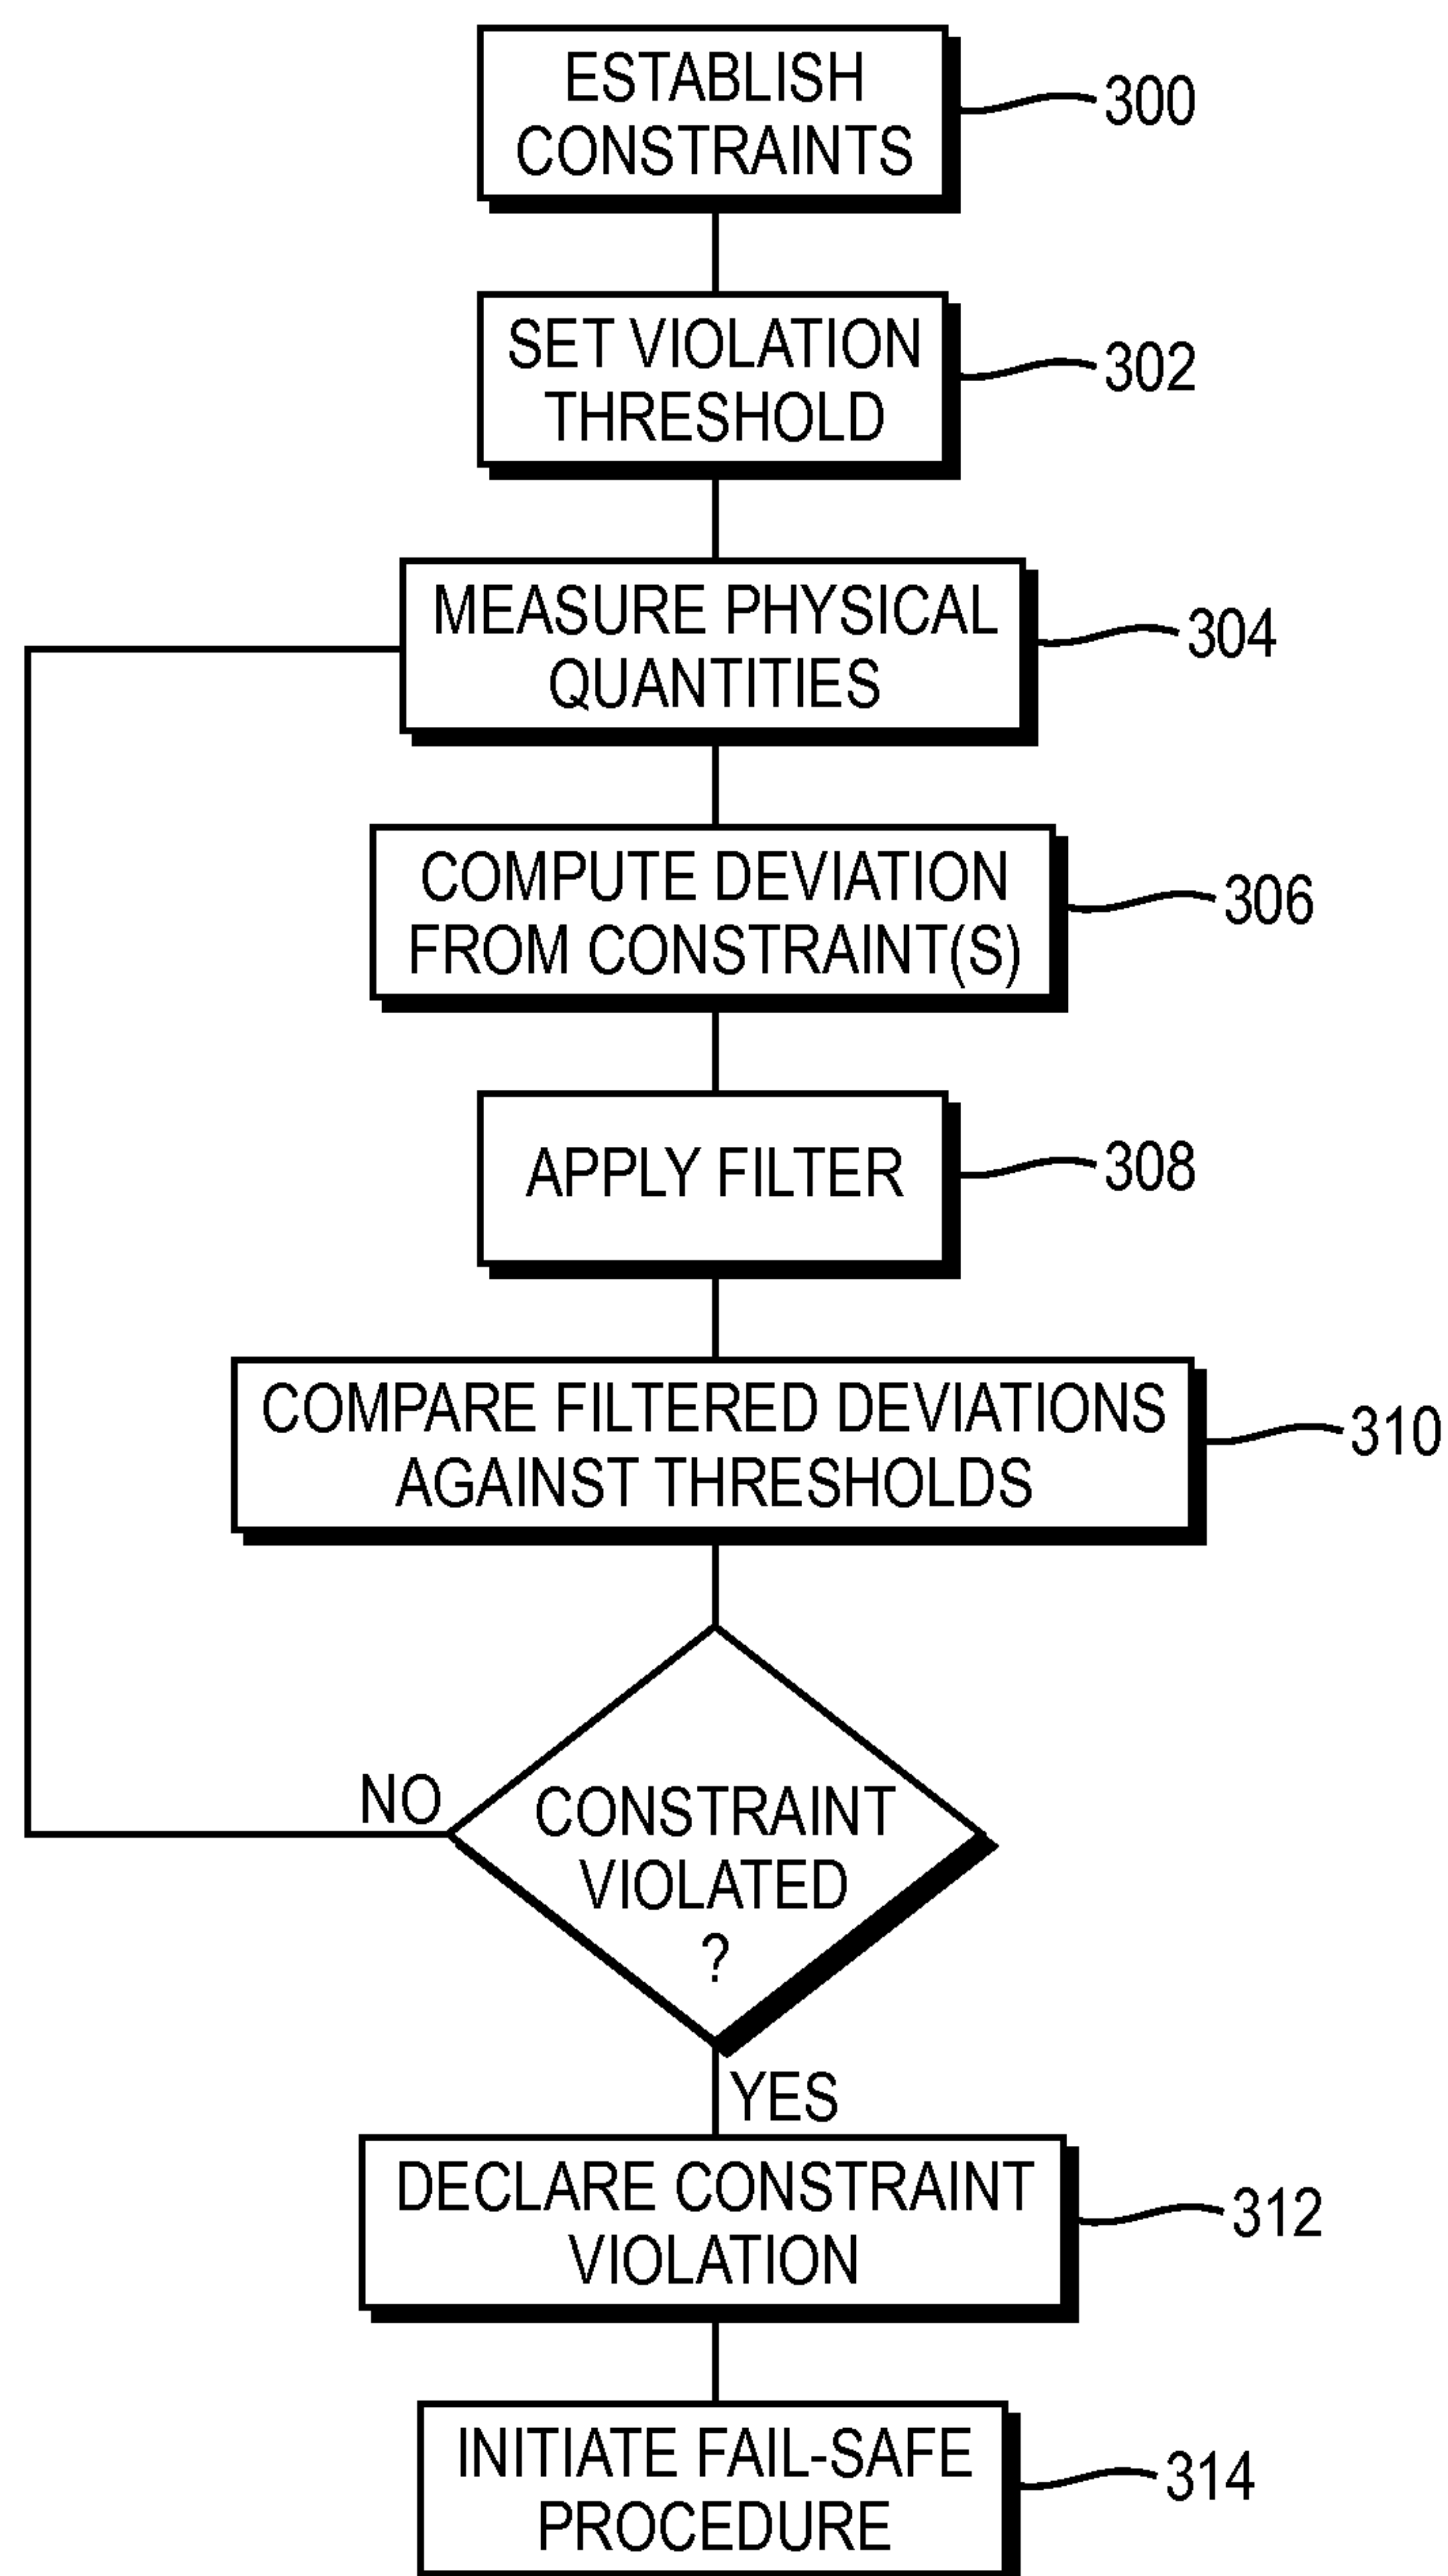 ESTABLISH
CONSTRAINTS
300
SET VIOLATION
THRESHOLD
302
MEASURE PHYSICAL
QUANTITIES
304
COMPUTE DEVIATION
FROM CONSTRAINT(S)
306
APPLY FILTER
308
COMPARE FILTERED DEVIATIONS
AGAINST THRESHOLDS
310
NO
CONSTRAINT
VIOLATED
?
YES
DECLARE CONSTRAINT
VIOLATION
312
INITIATE FAIL-SAFE
PROCEDURE
314